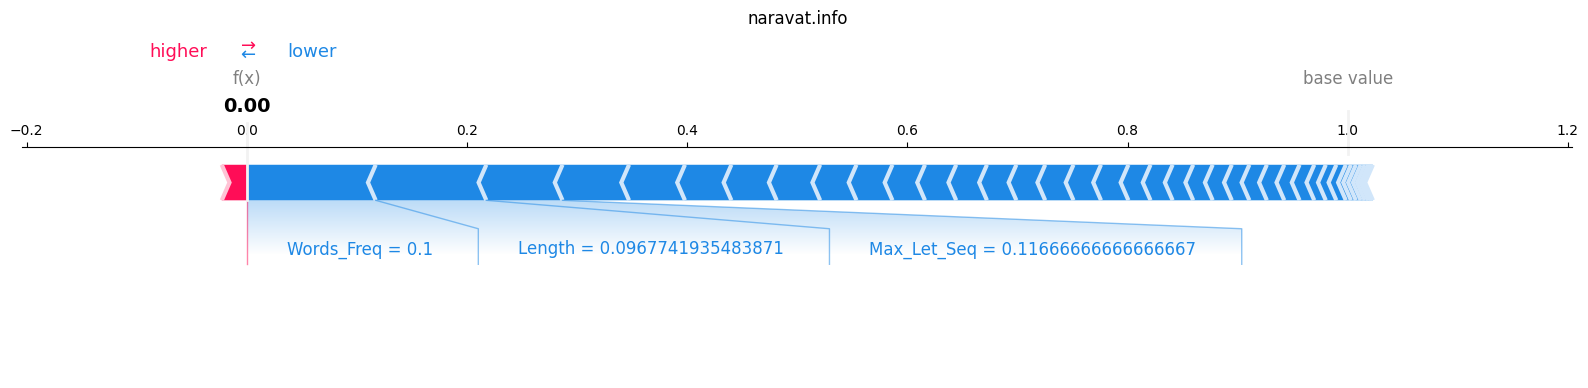 naravat.info
higher ⇄ lower
f(x) base value
0.00
−0.2 0.0 0.2 0.4 0.6 0.8 1.0 1.2
Words_Freq = 0.1 Length = 0.0967741935483871 Max_Let_Seq = 0.11666666666666667